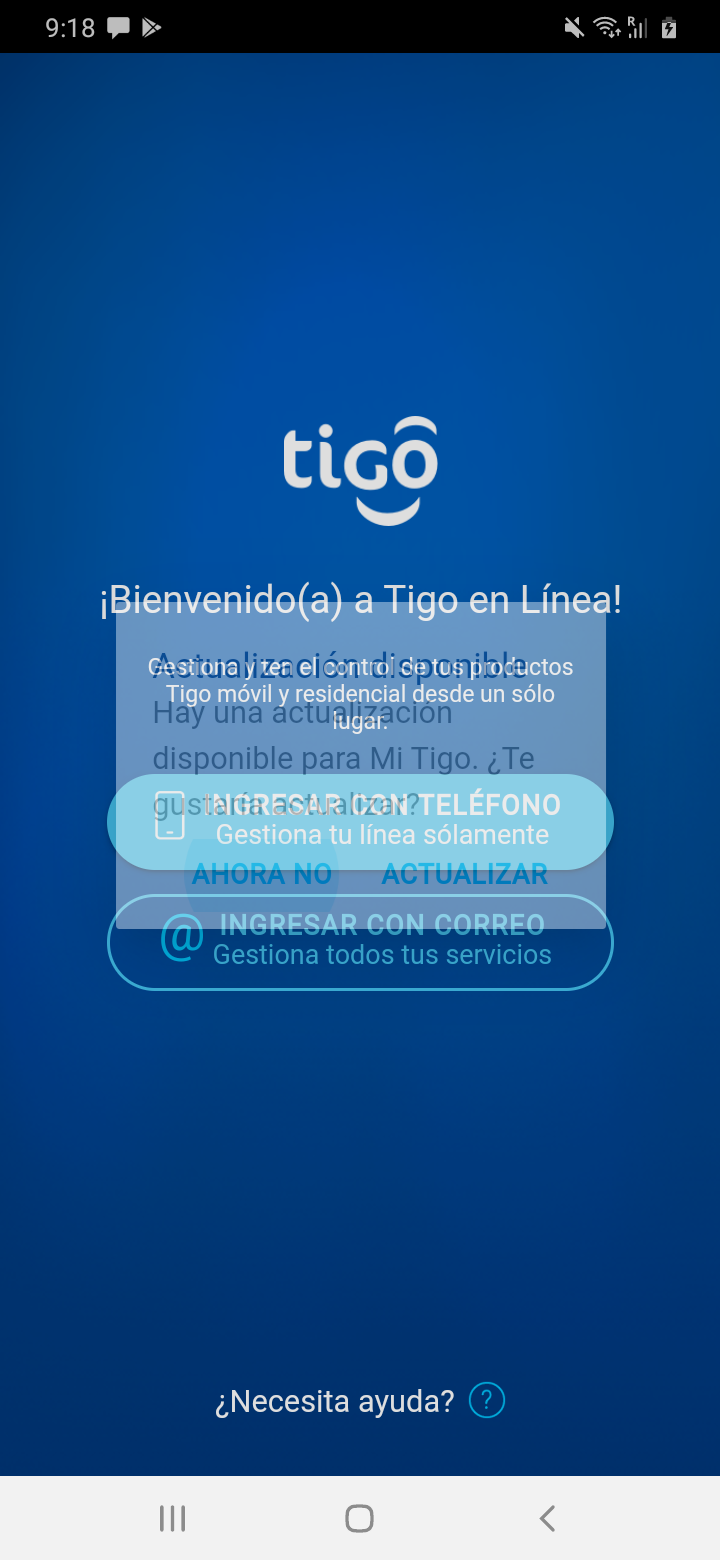 9:18
R
tigo
¡Bienvenido(a) a Tigo en Línea!
Actualización disponible
Gestiona y ten el control de tus productos
Tigo móvil y residencial desde un sólo
lugar.
Hay una actualización
disponible para Mi Tigo. ¿Te
gustaría actualizar?
INGRESAR CON TELÉFONO
Gestiona tu línea sólamente
AHORA NO ACTUALIZAR
@ INGRESAR CON CORREO
Gestiona todos tus servicios
¿Necesita ayuda? ?